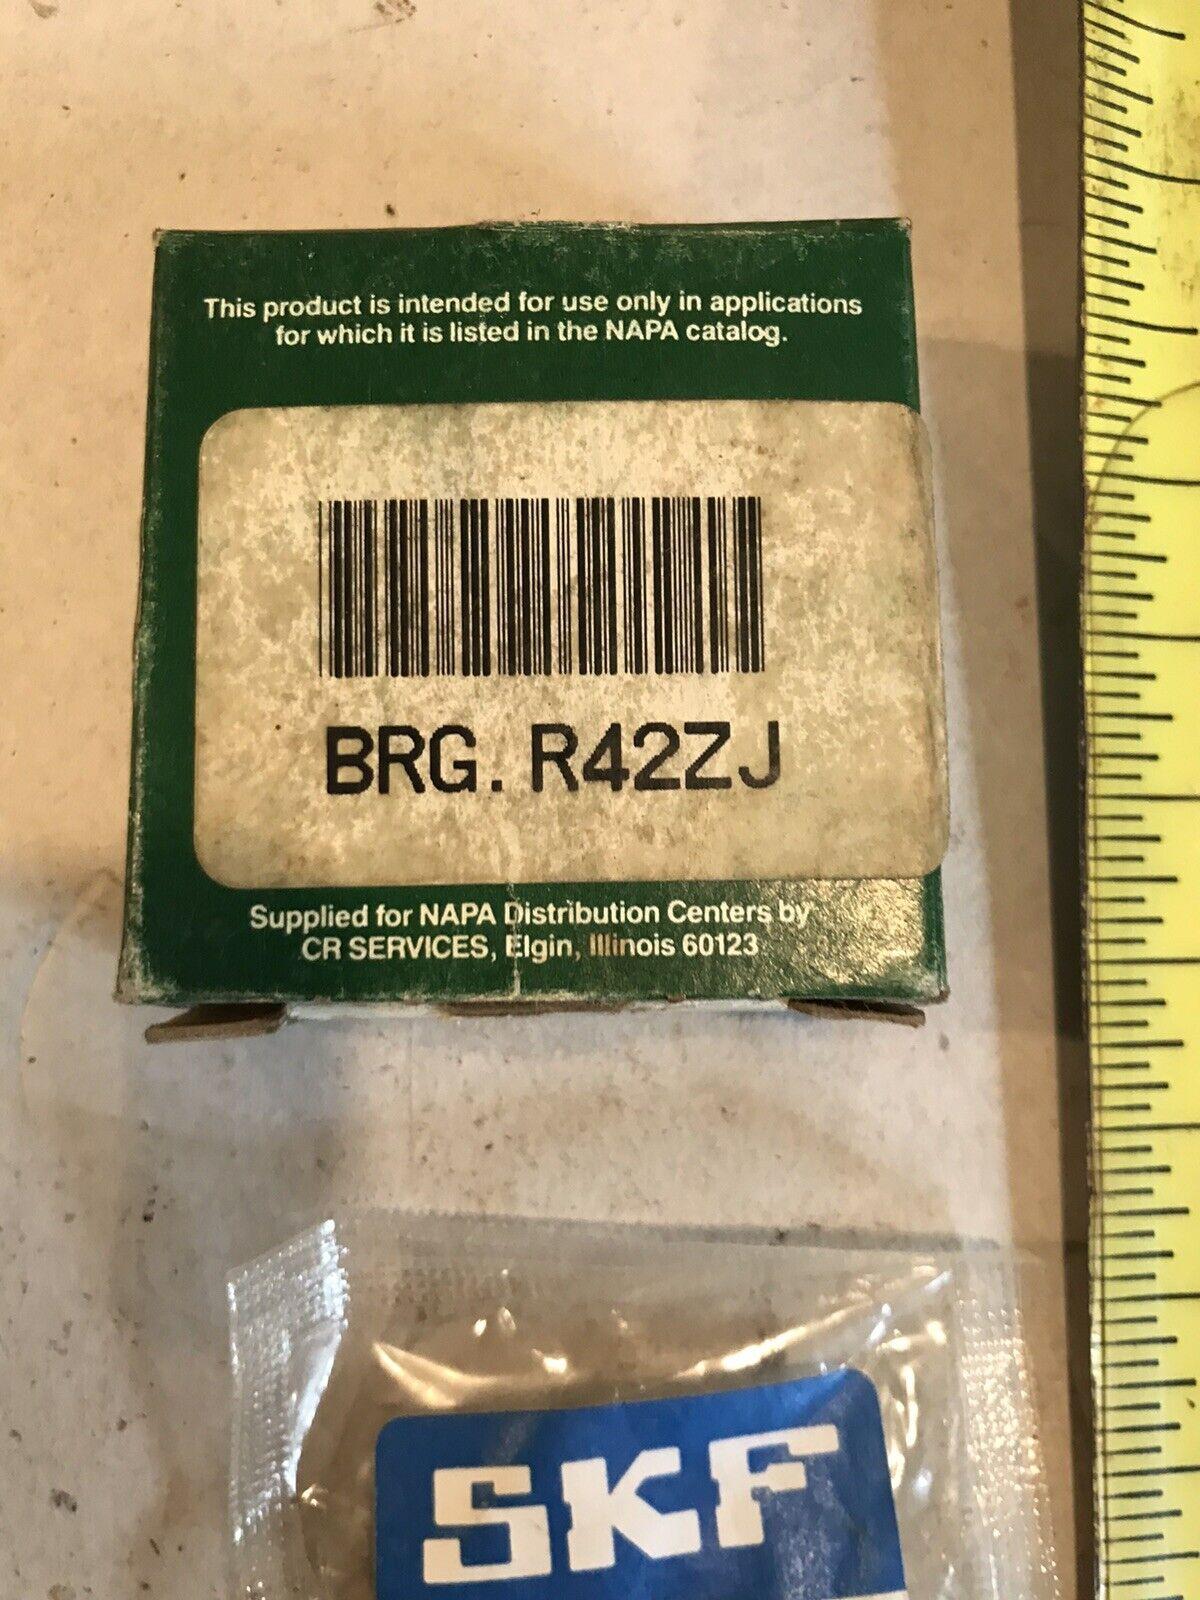 This product is intended for use only in applications
for which it is listed in the NAPA catalog.
BRG. R42ZJ
Supplied for NAPA Distribution Centers by
CR SERVICES, Elgin, Illinois 60123
SKF